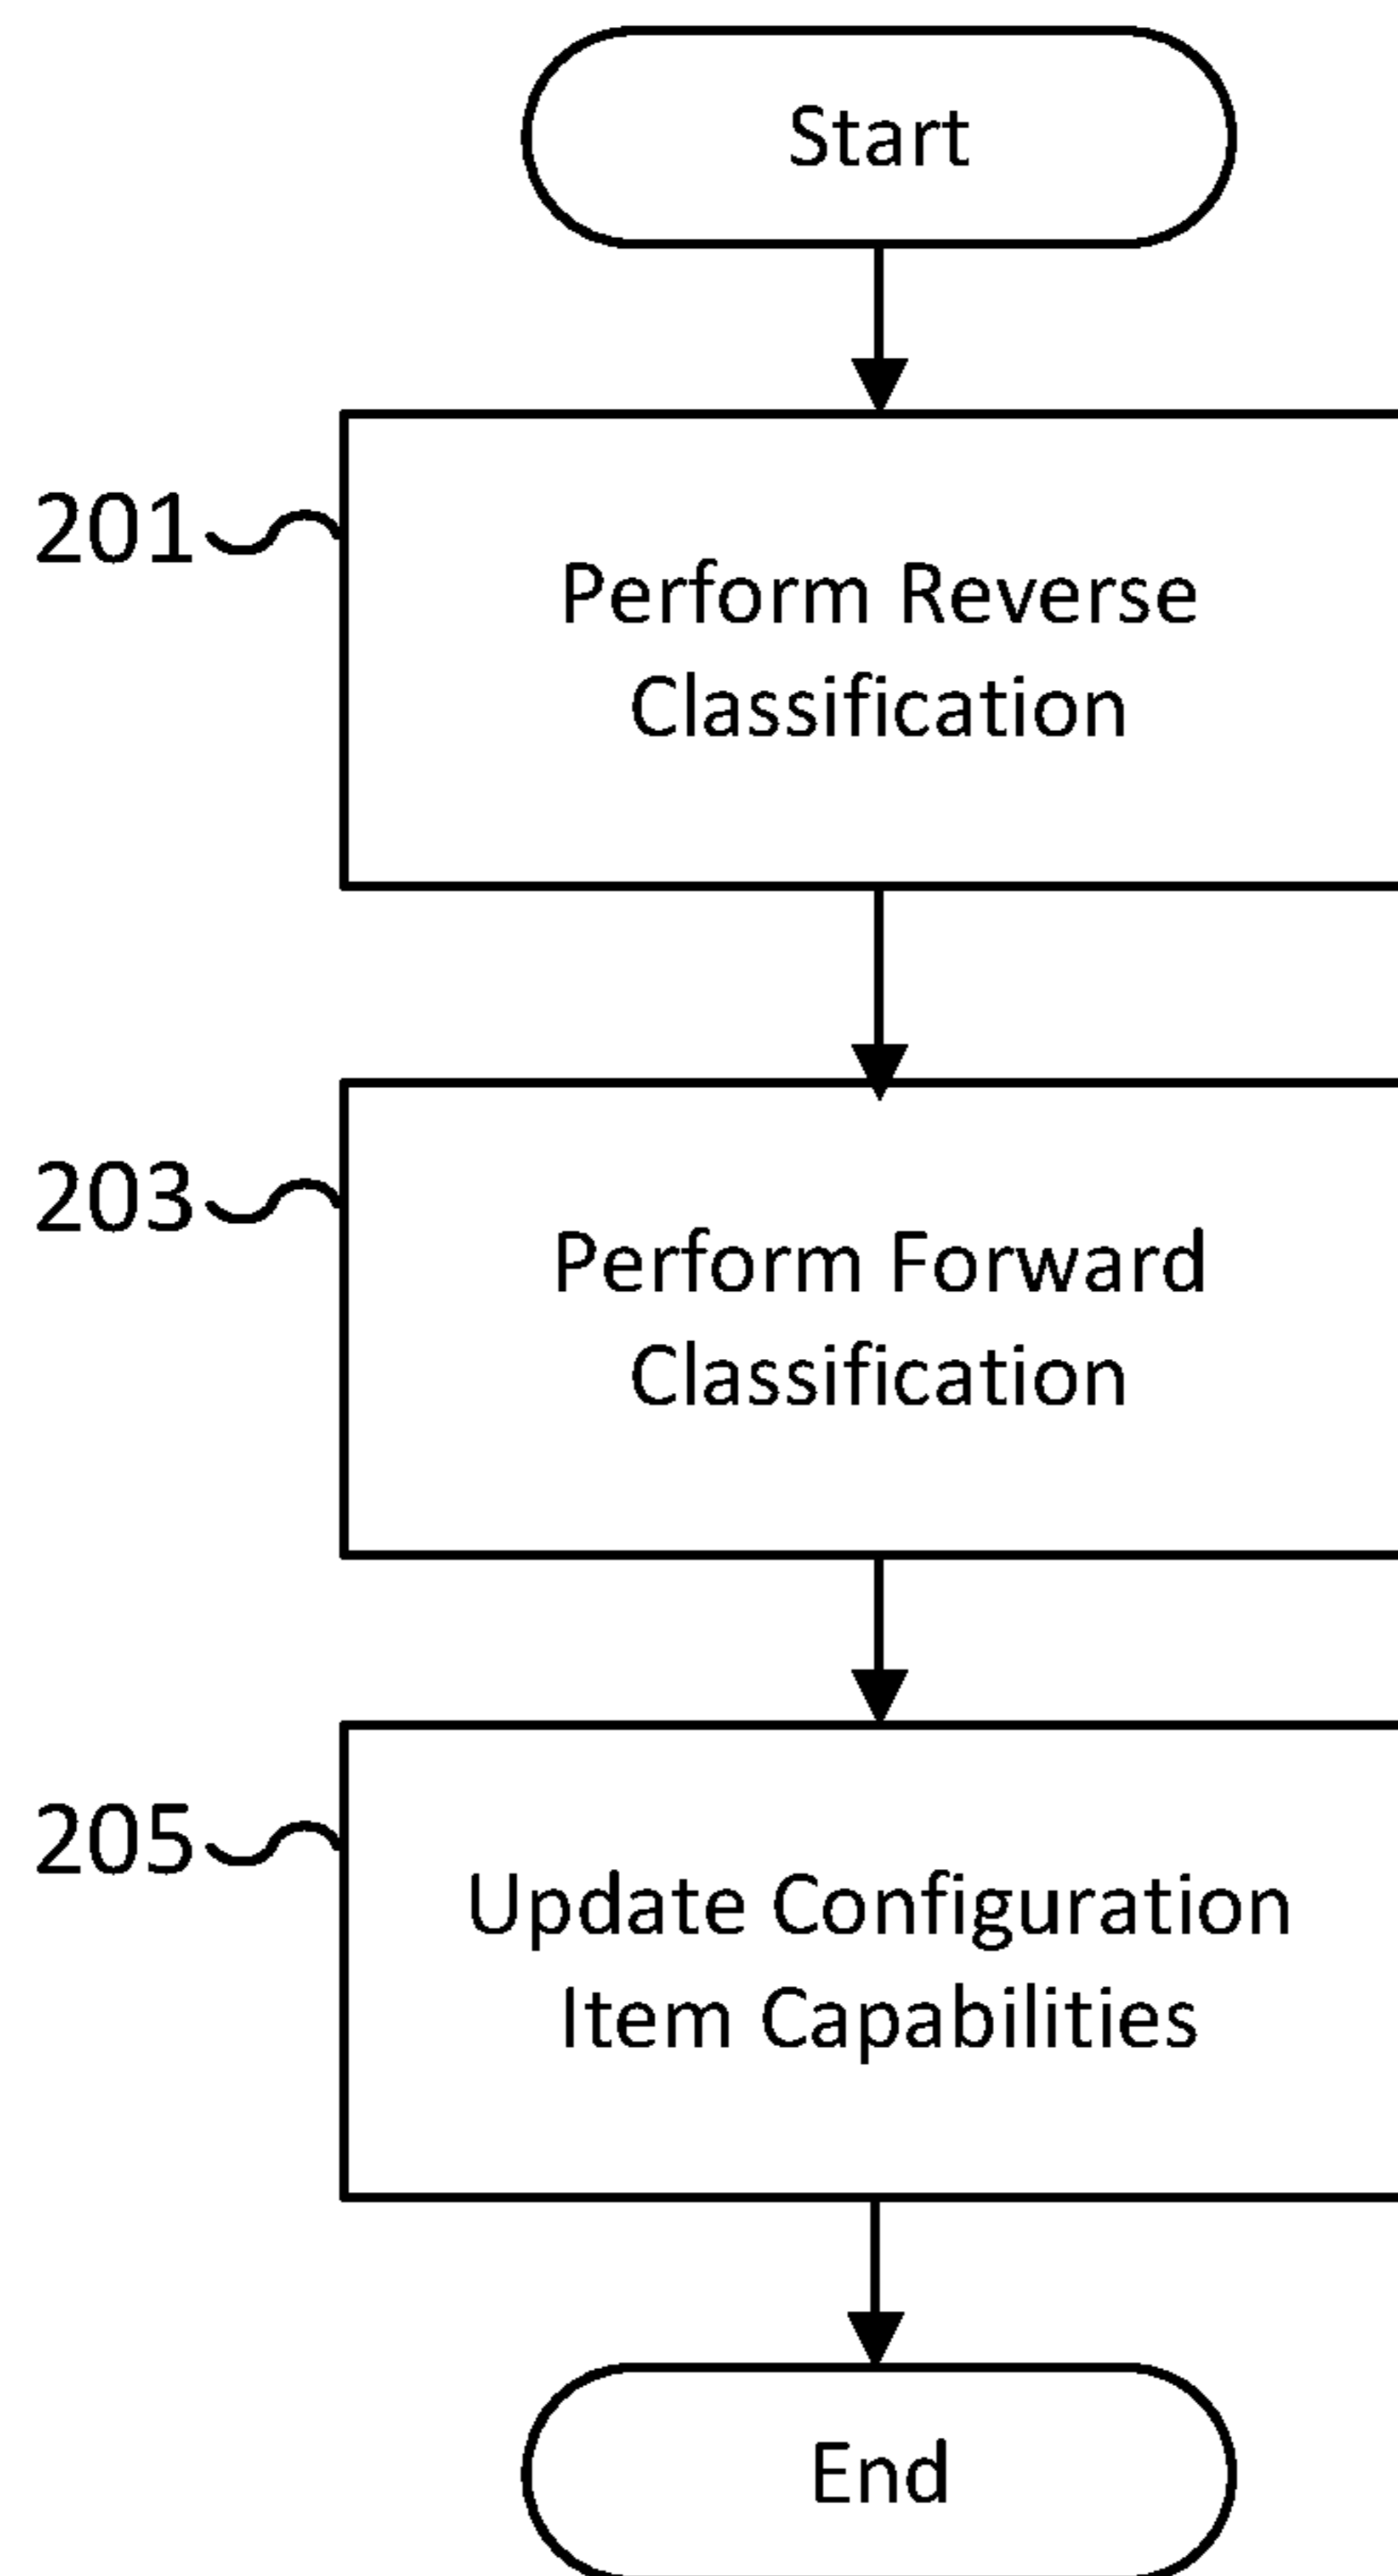 Start
201
Perform Reverse
Classification
203
Perform Forward
Classification
205
Update Configuration
Item Capabilities
End